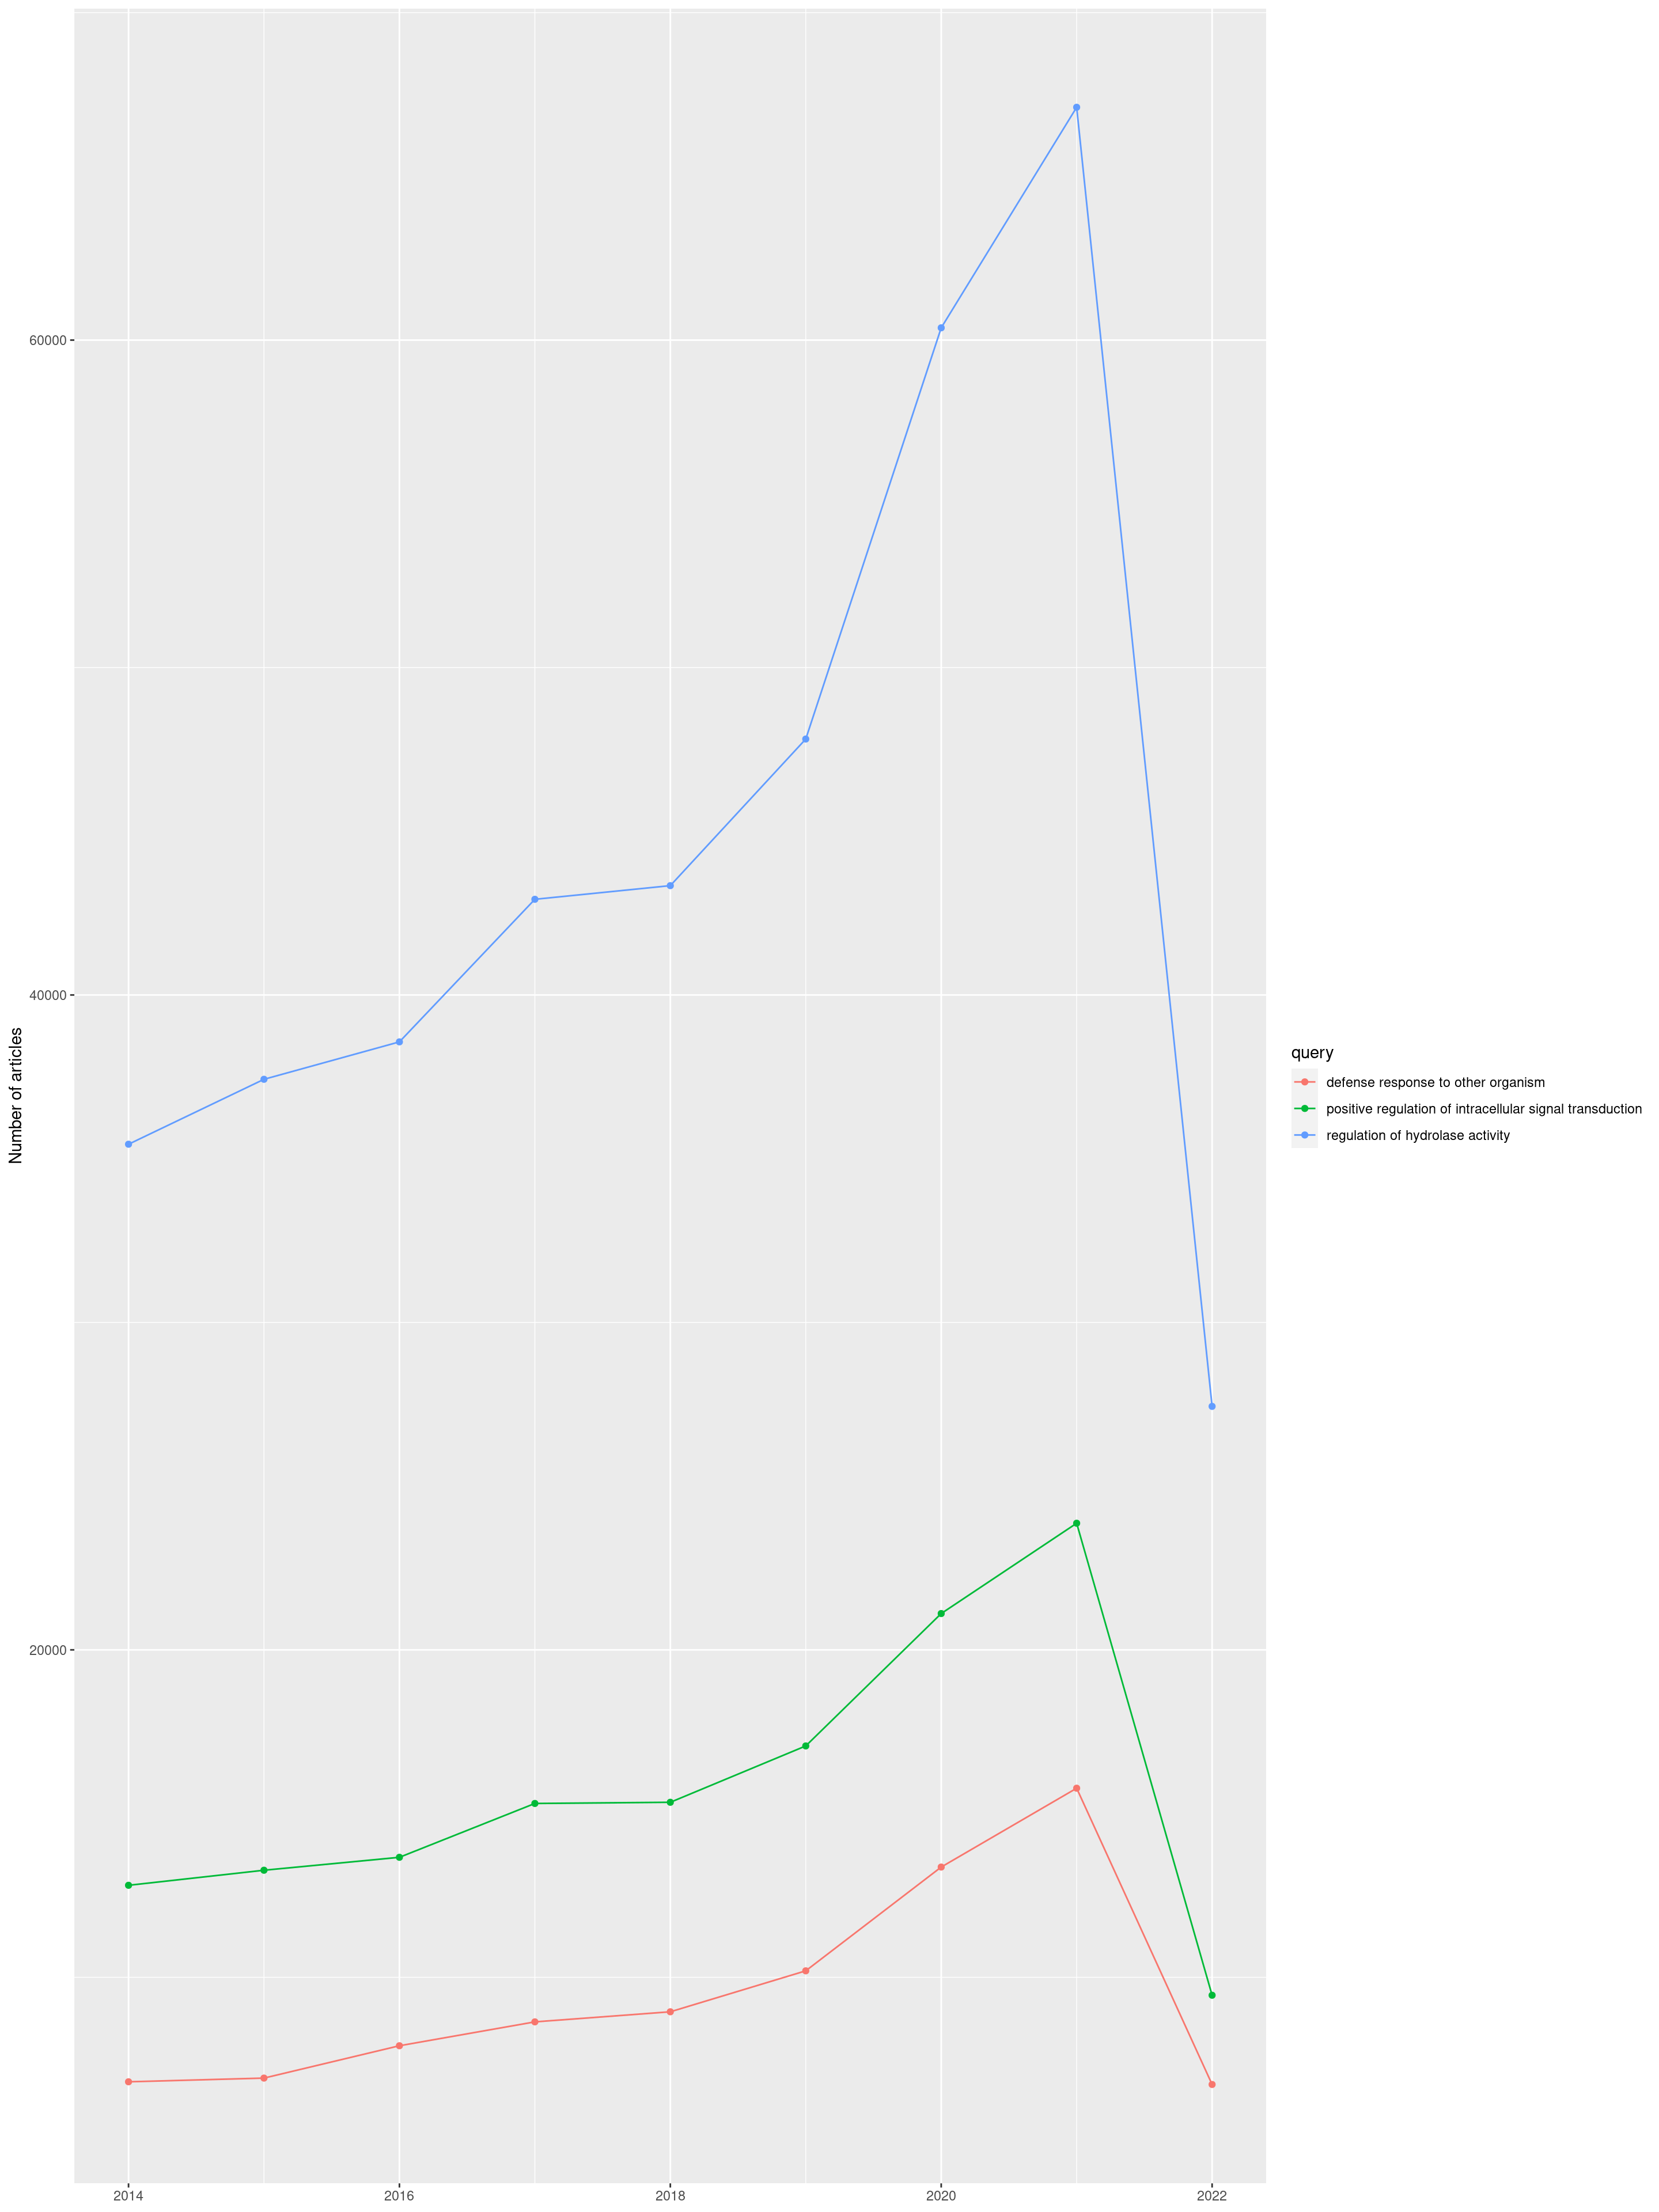 Number of articles
60000
40000
20000
2014
2016
2018
2020
2022
query
defense response to other organism
positive regulation of intracellular signal transduction
regulation of hydrolase activity